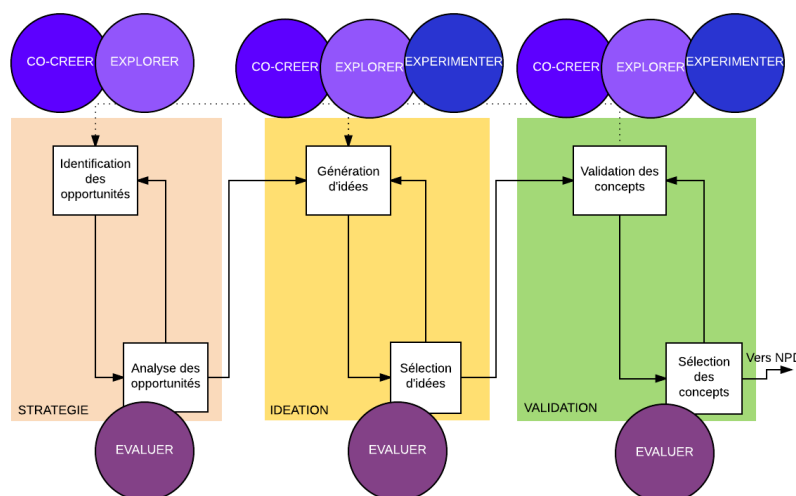 CO-CREER
EXPLORER
CO-CREER
EXPLORER
EXPERIMENTER
CO-CREER
EXPLORER
EXPERIMENTER
Identification
des
opportunités
Génération
d'idées
Validation des
concepts
Analyse des
opportunités
Sélection
d'idées
Sélection
des
concepts
Vers NPD
STRATEGIE
IDEATION
VALIDATION
EVALUER
EVALUER
EVALUER